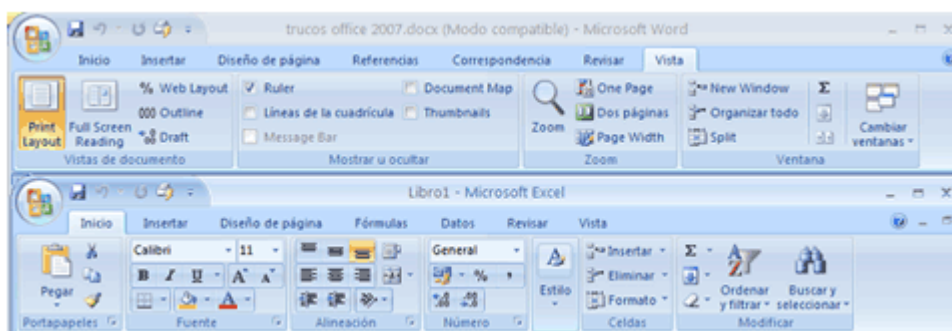 trucos office 2007.docx (Modo compatible) - Microsoft Word
Inicio Insertar Diseño de página Referencias Correspondencia Revisar Vista
Web Layout Ruler Document Map One Page New Window Σ
Outline Líneas de la cuadrícula Thumbnails Dos páginas Organizar todo
Print Layout Full Screen Reading Draft Message Bar Zoom Page Width Split Cambiar ventanas
Vistas de documento Mostrar u ocultar Zoom Ventana
Libro1 - Microsoft Excel
Inicio Insertar Diseño de página Fórmulas Datos Revisar Vista
Calibri 11 General Insertar Σ
Pegar N K S A A % Estilo Eliminar Ordenar y filtrar Buscar y seleccionar
A Formato
Portapapeles Fuente Alineación Número Celdas Modificar